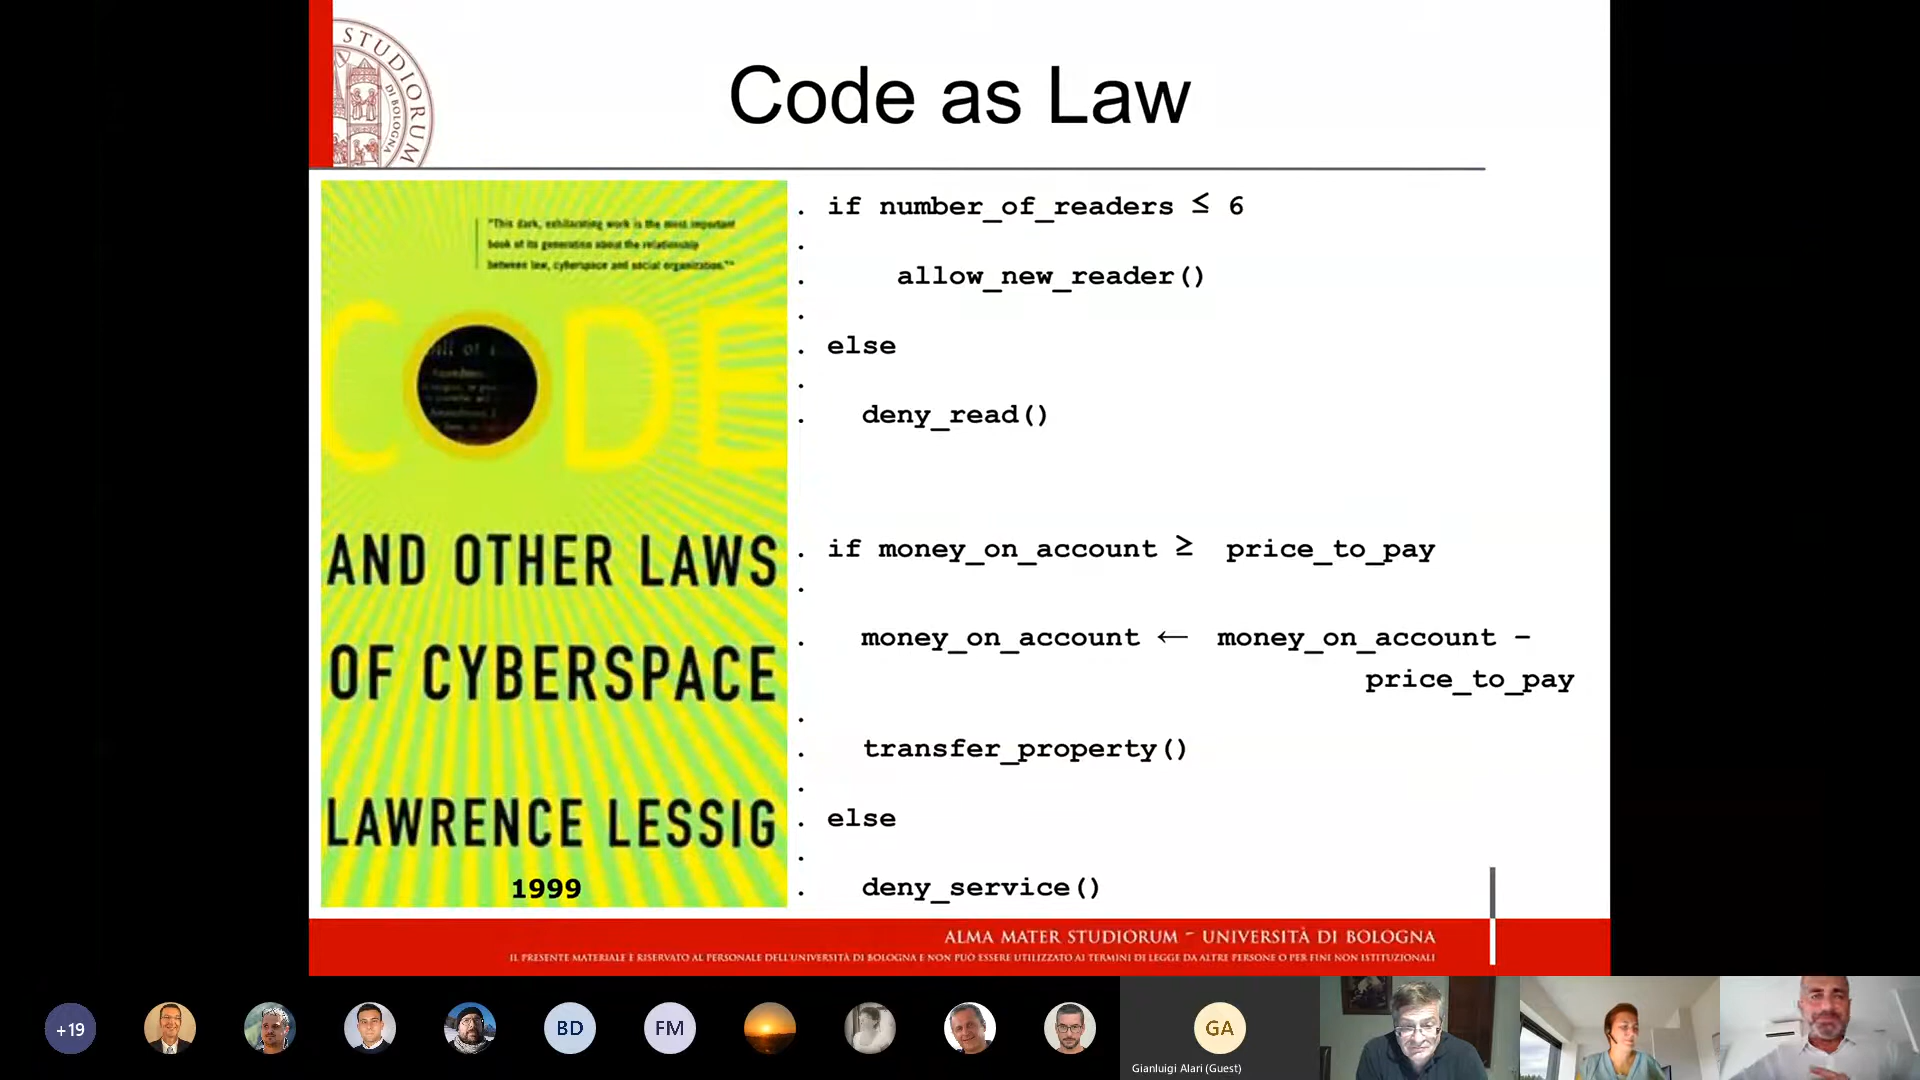 STUDIORUM
DI BOLOGNA
Code as Law
"This dark, exhilarating work is the most important
book of its generation about the relationship
between law, cyberspace and social organization."
CODE
AND OTHER LAWS
OF CYBERSPACE
LAWRENCE LESSIG
1999
. if number_of_readers ≤ 6
.
. allow_new_reader()
.
. else
.
. deny_read()
. if money_on_account ≥ price_to_pay
.
. money_on_account ← money_on_account –
price_to_pay
.
. transfer_property()
.
. else
.
. deny_service()
ALMA MATER STUDIORUM – UNIVERSITÀ DI BOLOGNA
IL PRESENTE MATERIALE È RISERVATO AL PERSONALE DELL'UNIVERSITÀ DI BOLOGNA E NON PUÒ ESSERE UTILIZZATO AI TERMINI DI LEGGE DA ALTRE PERSONE O PER FINI NON ISTITUZIONALI
+19
BD
FM
GA
Gianluigi Alari (Guest)